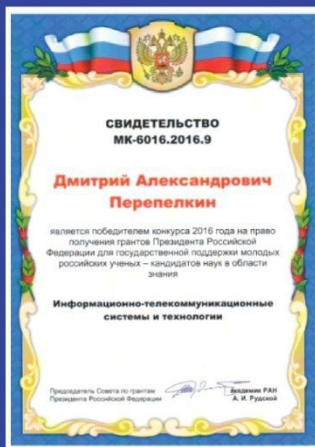 СВИДЕТЕЛЬСТВО
МК-6016.2016.9
Дмитрий Александрович
Перепелкин
является победителем конкурса 2016 года на право
получения грантов Президента Российской
Федерации для государственной поддержки молодых
российских ученых – кандидатов наук в области
знания
Информационно-телекоммуникационные
системы и технологии
Председатель Совета по грантам
Президента Российской Федерации
академик РАН
А. И. Рудской